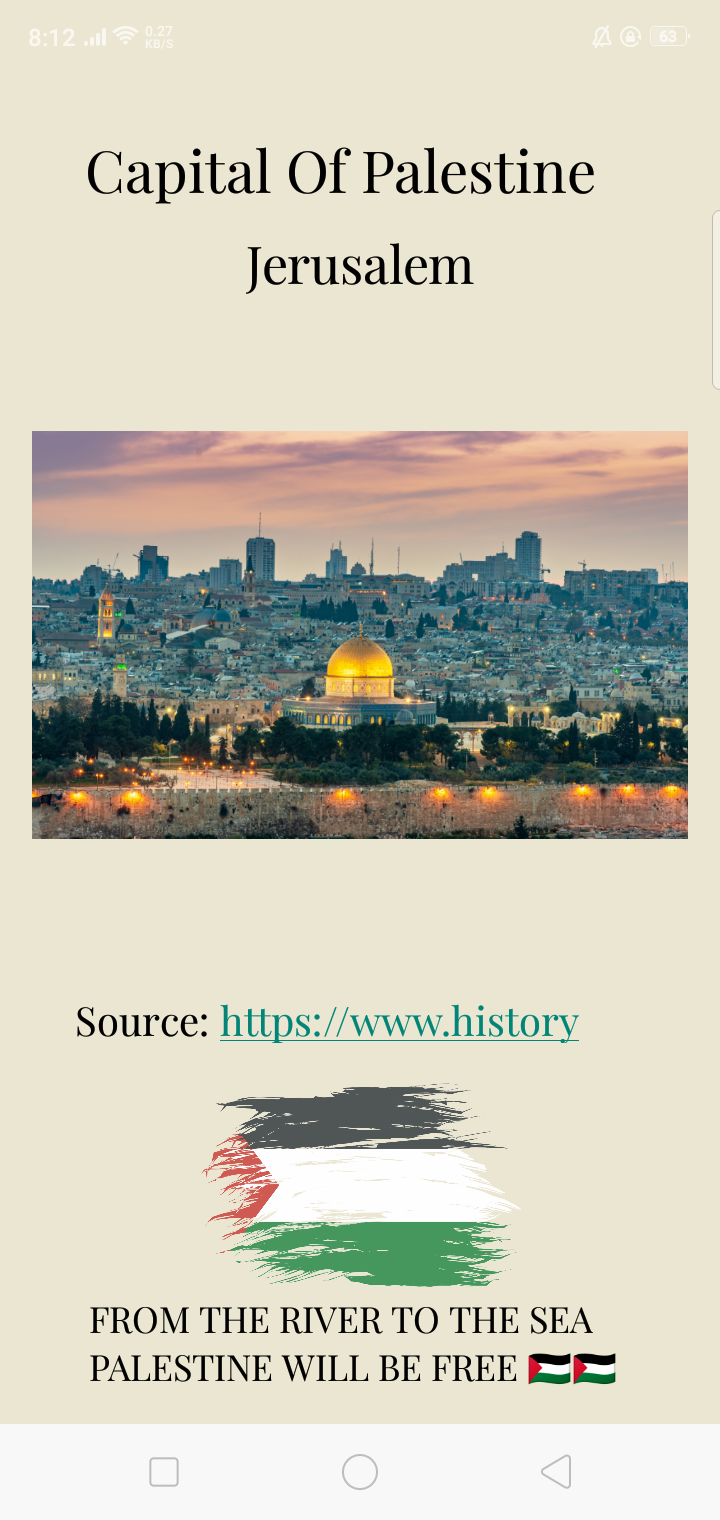 8:12 0.27 KB/S 63
Capital Of Palestine
Jerusalem
Source: https://www.history
FROM THE RIVER TO THE SEA
PALESTINE WILL BE FREE 🇵🇸🇵🇸